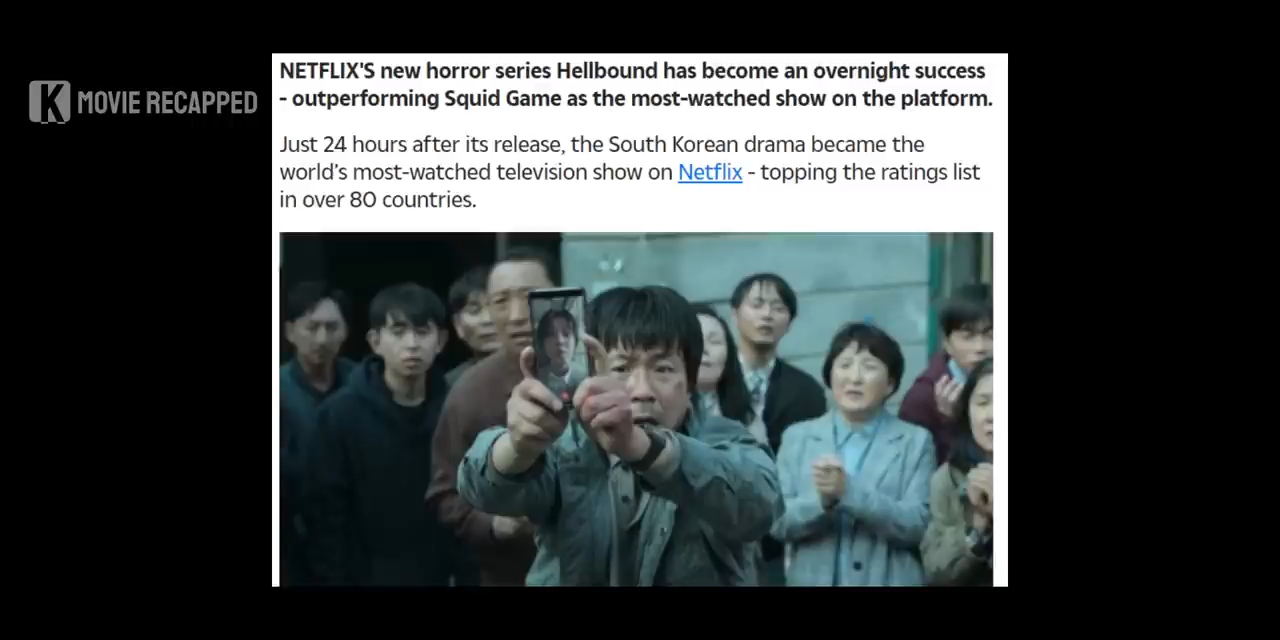 NETFLIX'S new horror series Hellbound has become an overnight success
- outperforming Squid Game as the most-watched show on the platform.
K MOVIE RECAPPED
Just 24 hours after its release, the South Korean drama became the
world's most-watched television show on Netflix - topping the ratings list
in over 80 countries.